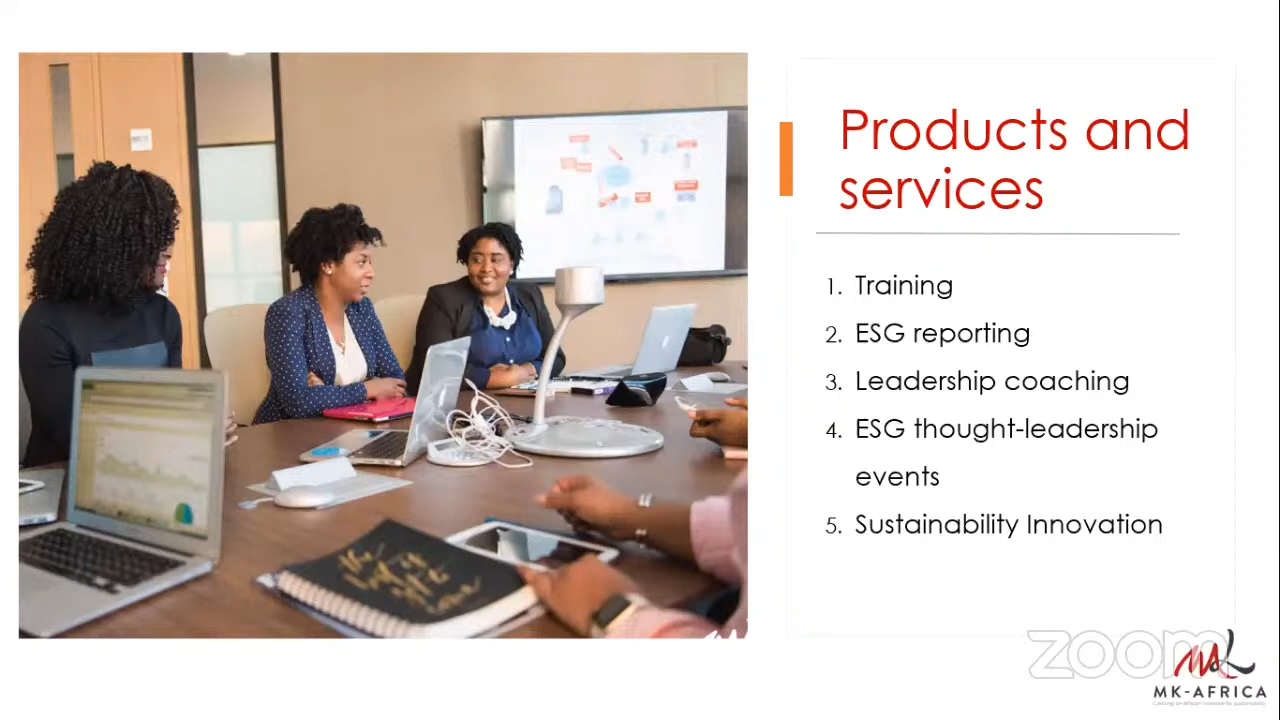 Products and
services
1. Training
2. ESG reporting
3. Leadership coaching
4. ESG thought-leadership
events
5. Sustainability Innovation
zoom
MK-AFRICA